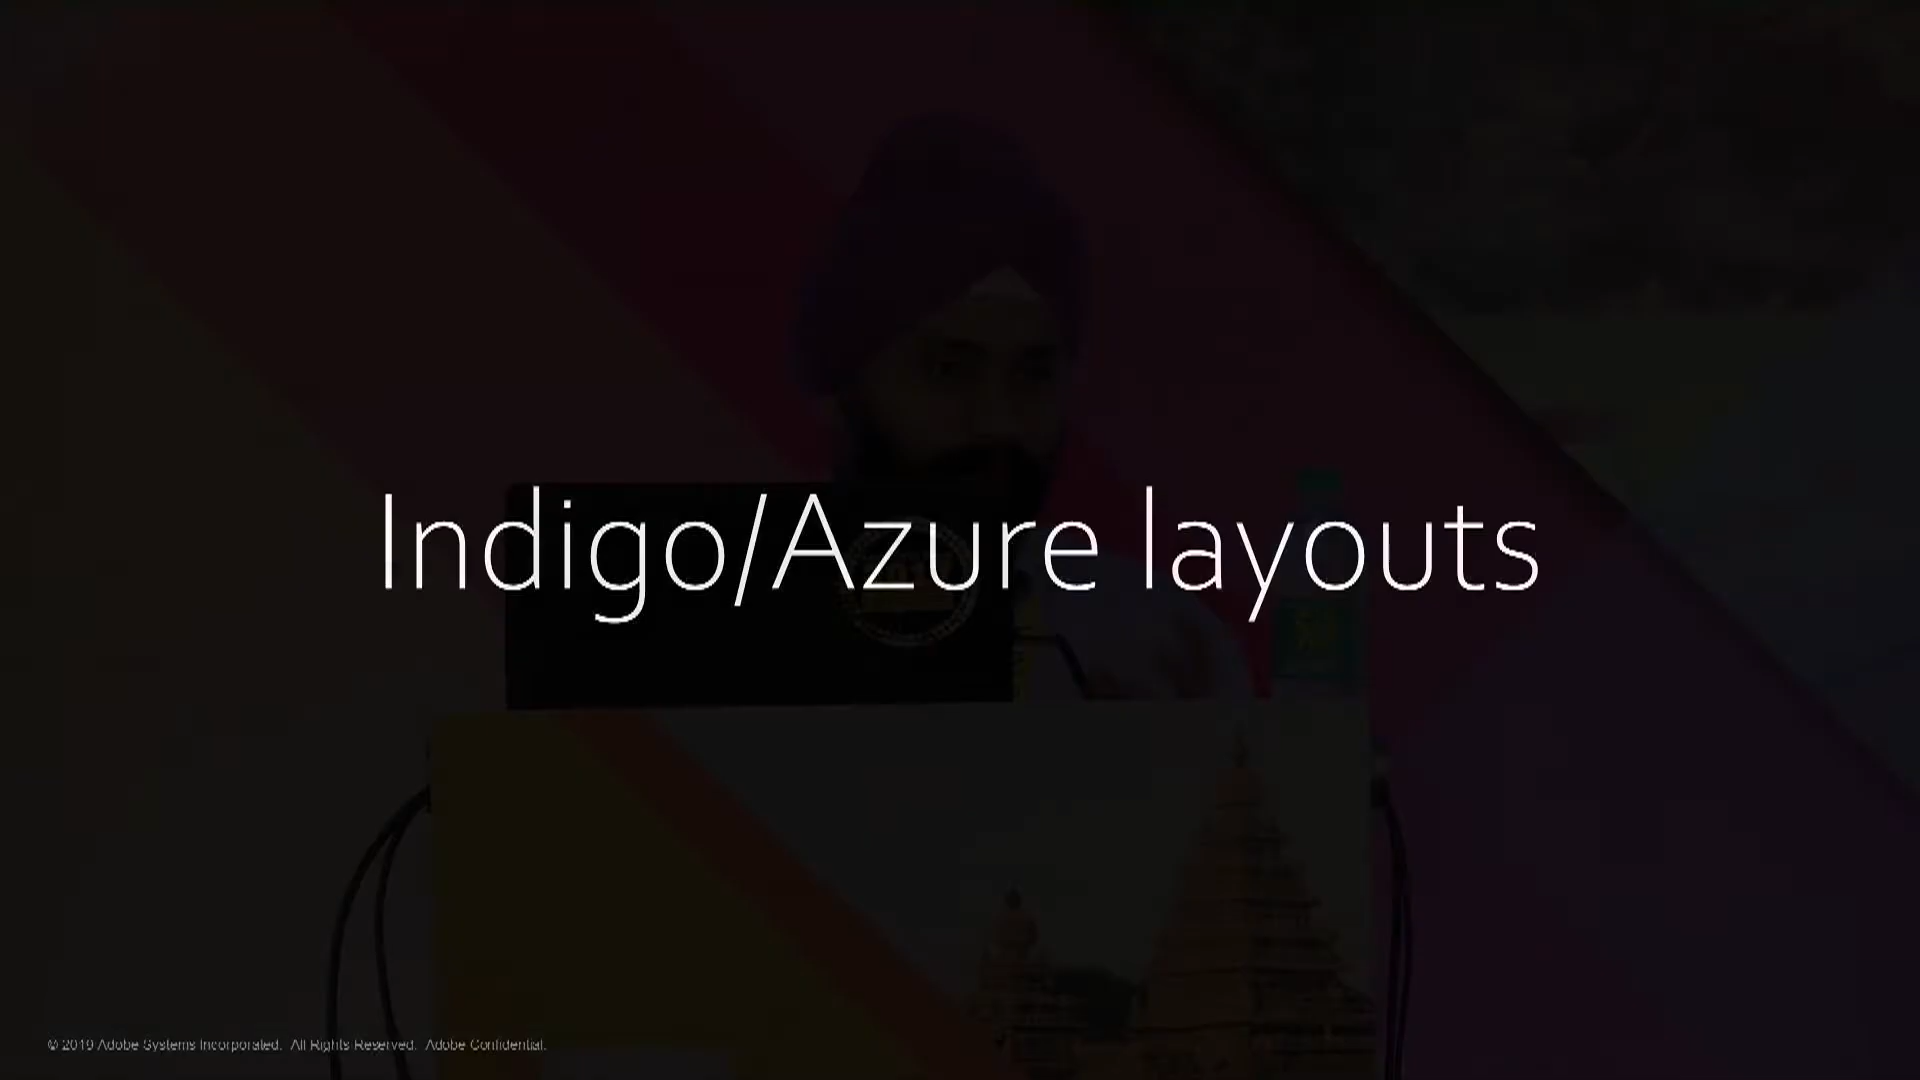 Indigo/Azure layouts
© 2019 Adobe Systems Incorporated. All Rights Reserved. Adobe Confidential.